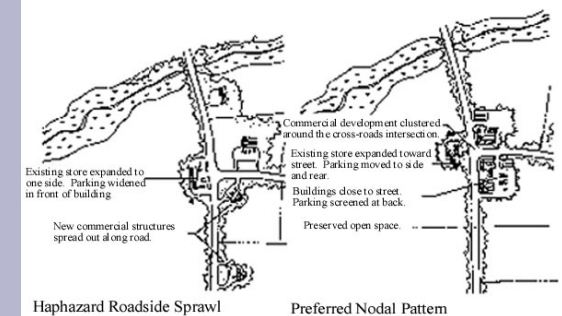 Existing store expanded to
one side. Parking widened
in front of building
New commercial structures
spread out along road.
Haphazard Roadside Sprawl
Commercial development clustered
around the cross-roads intersection.
Existing store expanded toward
street. Parking moved to side
and rear.
Buildings close to street.
Parking screened at back.
Preserved open space.
Preferred Nodal Pattern